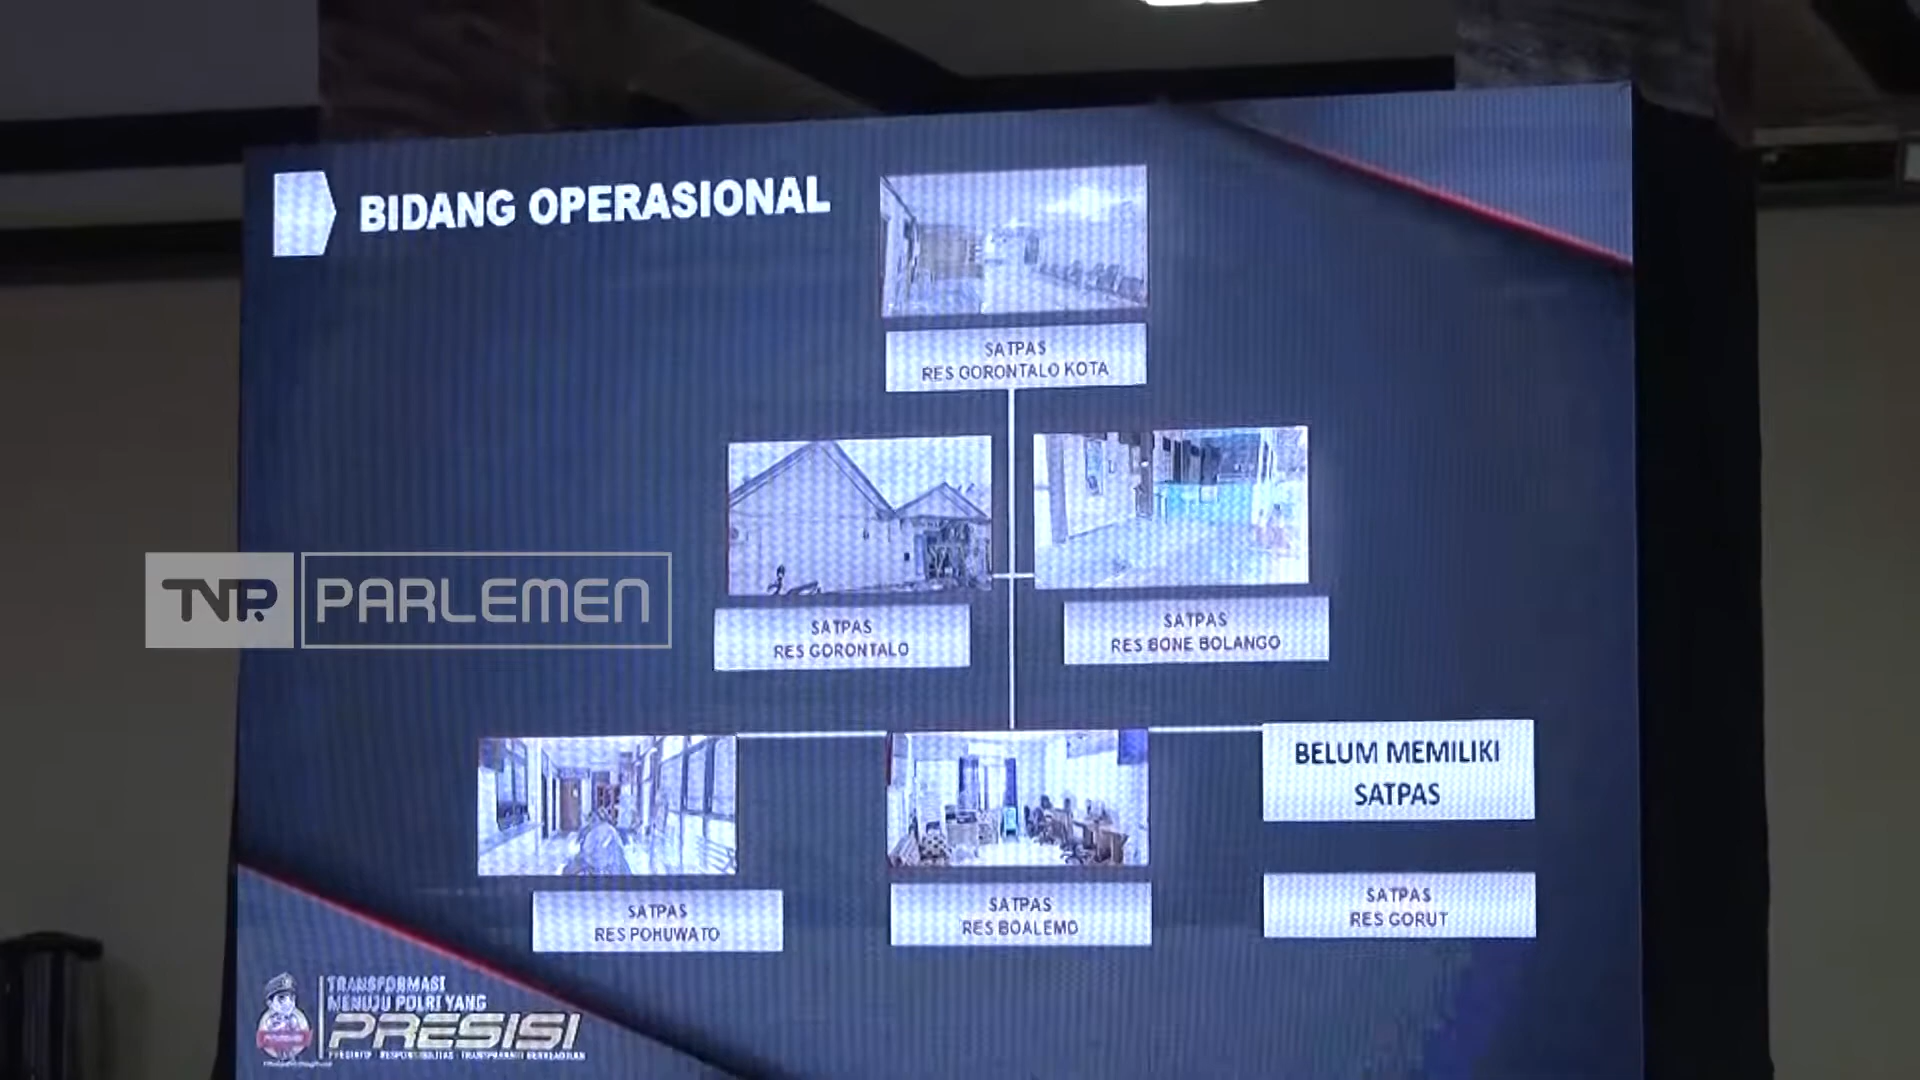 BIDANG OPERASIONAL
SATPAS
RES GORONTALO KOTA
SATPAS
RES GORONTALO
SATPAS
RES BONE BOLANGO
TVR PARLEMEN
BELUM MEMILIKI
SATPAS
SATPAS
RES POHUWATO
SATPAS
RES BOALEMO
SATPAS
RES GORUT
TRANSFORMASI
MENUJU POLRI YANG
PRESISI